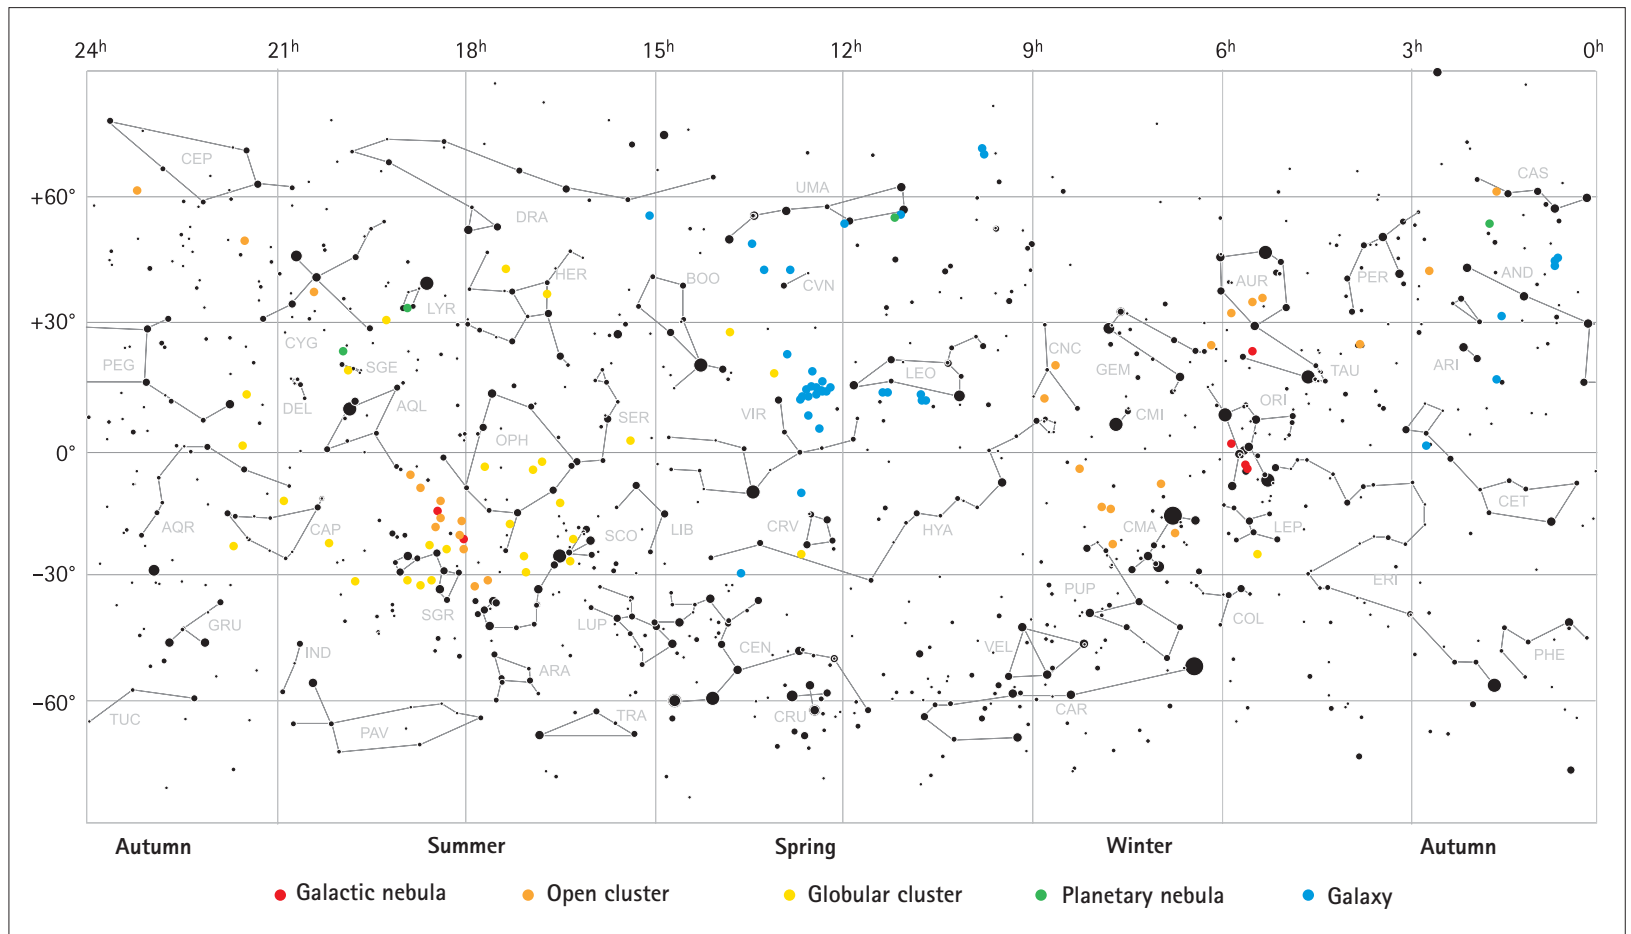 24h 21h 18h 15h 12h 9h 6h 3h 0h
CEP CAS
+60° UMA
DRA
HER BOO CVN AUR PER AND
LYR
+30°
CYG CNC
PEG SGE LEO GEM TAU ARI
DEL AQL SER VIR CMI ORI
OPH
0°
AQR CAP SCO LIB CRV HYA CMA LEP CET
−30°
SGR PUP ERI
GRU LUP COL
IND ARA CEN VEL PHE
−60°
TUC PAV TRA CRU CAR
Autumn Summer Spring Winter Autumn
Galactic nebula Open cluster Globular cluster Planetary nebula Galaxy